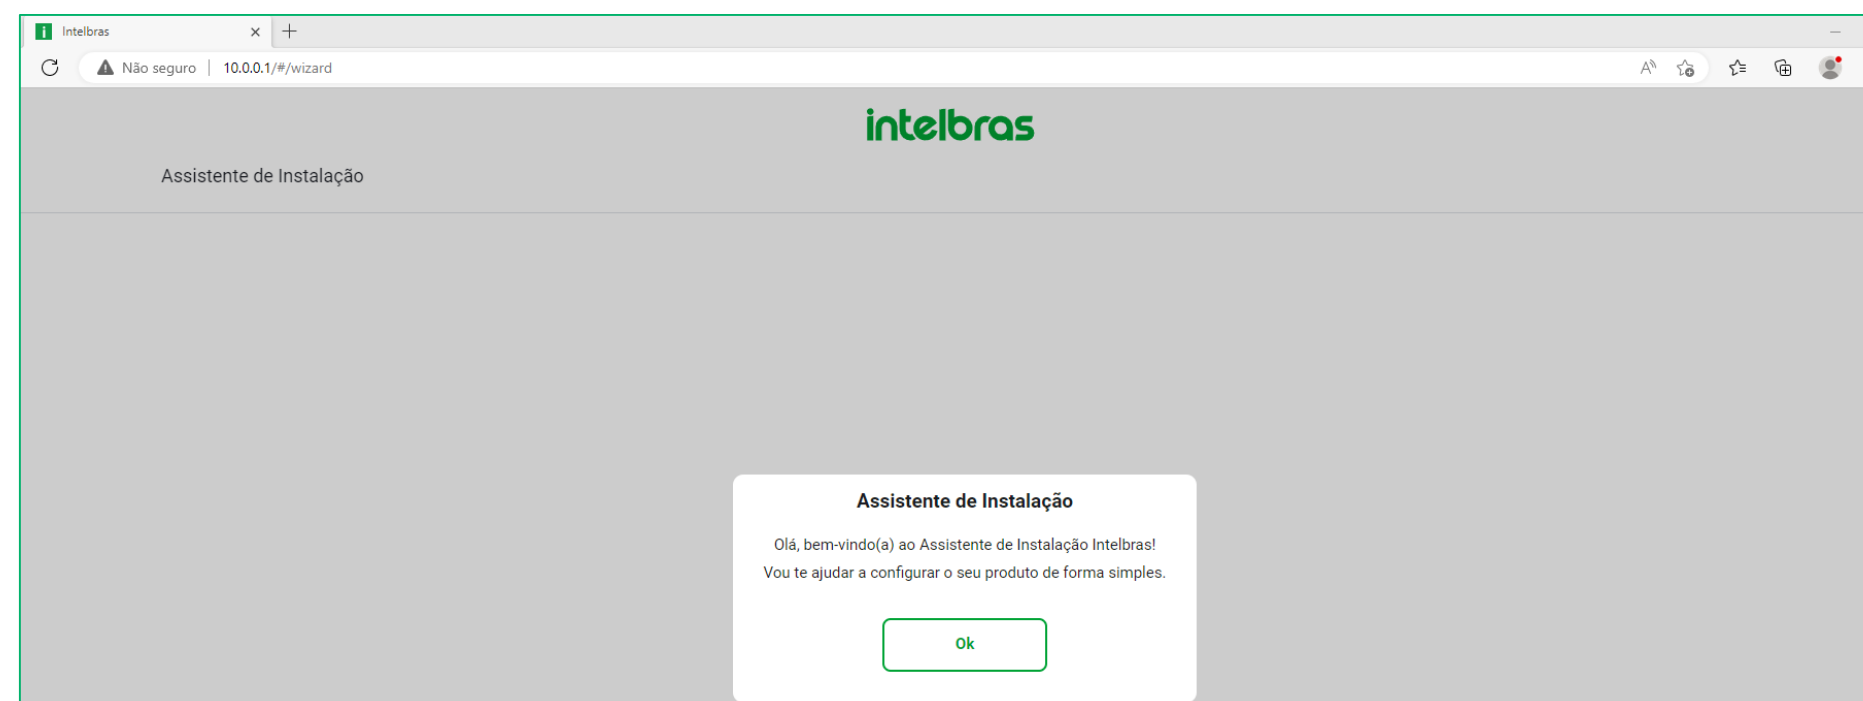 Intelbras
Não seguro | 10.0.0.1/#/wizard
intelbras
Assistente de Instalação
Assistente de Instalação
Olá, bem-vindo(a) ao Assistente de Instalação Intelbras!
Vou te ajudar a configurar o seu produto de forma simples.
Ok